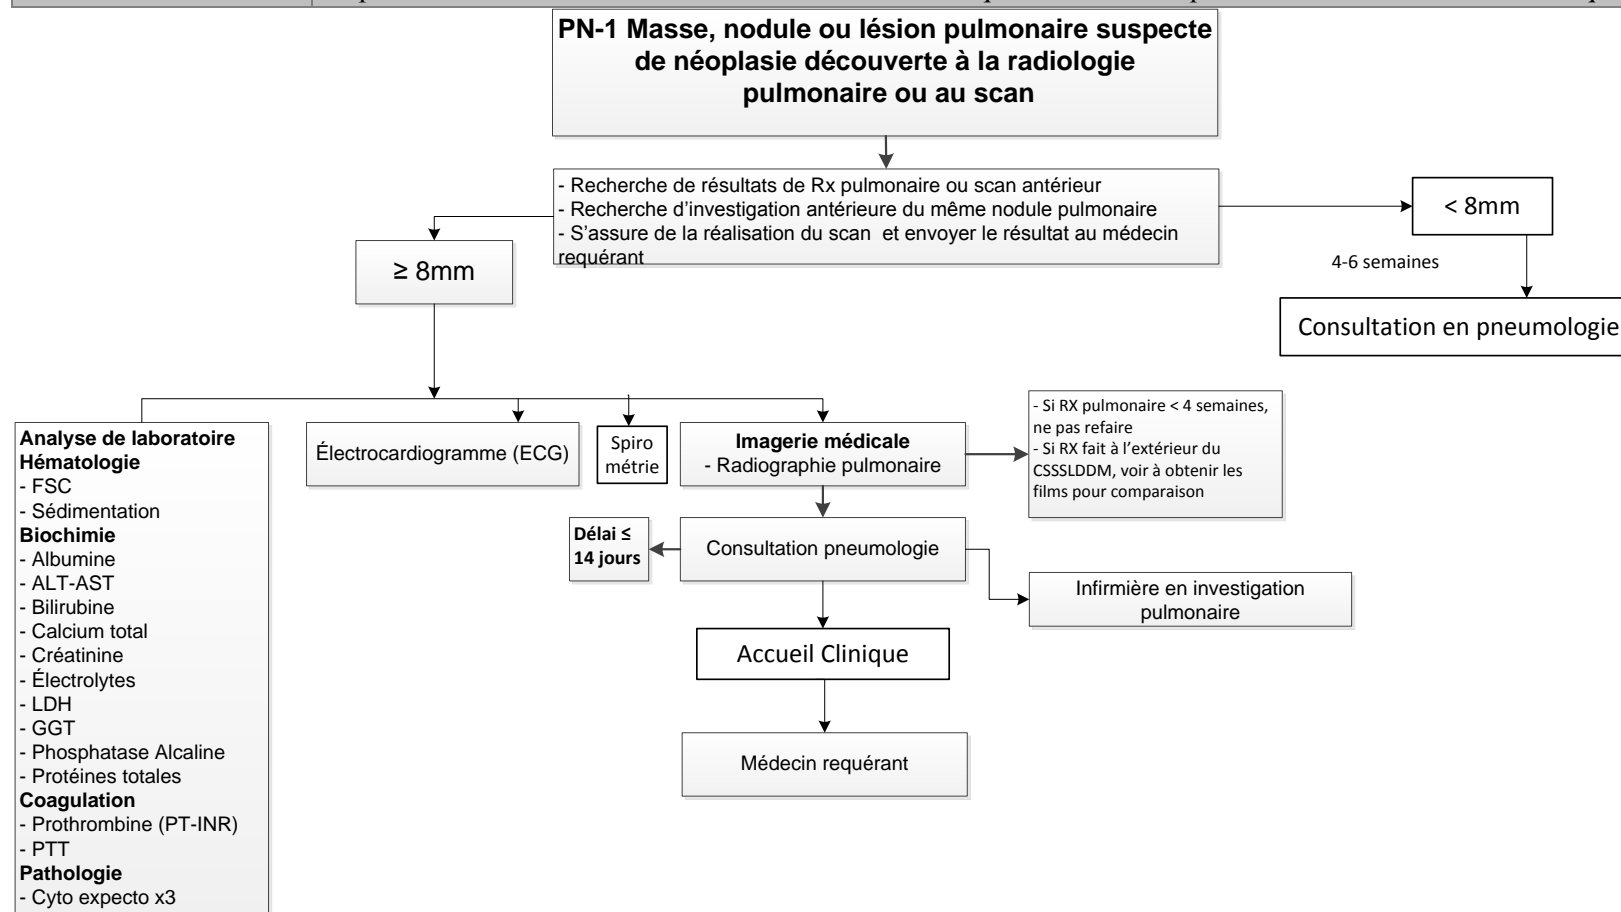 PN-1 Masse, nodule ou lésion pulmonaire suspecte
de néoplasie découverte à la radiologie
pulmonaire ou au scan
- Recherche de résultats de Rx pulmonaire ou scan antérieur
- Recherche d'investigation antérieure du même nodule pulmonaire
- S'assure de la réalisation du scan et envoyer le résultat au médecin
requérant
< 8mm
≥ 8mm
4-6 semaines
Consultation en pneumologie
Analyse de laboratoire
Hématologie
- FSC
- Sédimentation
Biochimie
- Albumine
- ALT-AST
- Bilirubine
- Calcium total
- Créatinine
- Électrolytes
- LDH
- GGT
- Phosphatase Alcaline
- Protéines totales
Coagulation
- Prothrombine (PT-INR)
- PTT
Pathologie
- Cyto expecto x3
Électrocardiogramme (ECG)
Spiro
métrie
Imagerie médicale
- Radiographie pulmonaire
- Si RX pulmonaire < 4 semaines,
ne pas refaire
- Si RX fait à l'extérieur du
CSSSLDDM, voir à obtenir les
films pour comparaison
Délai ≤
14 jours
Consultation pneumologie
Infirmière en investigation
pulmonaire
Accueil Clinique
Médecin requérant